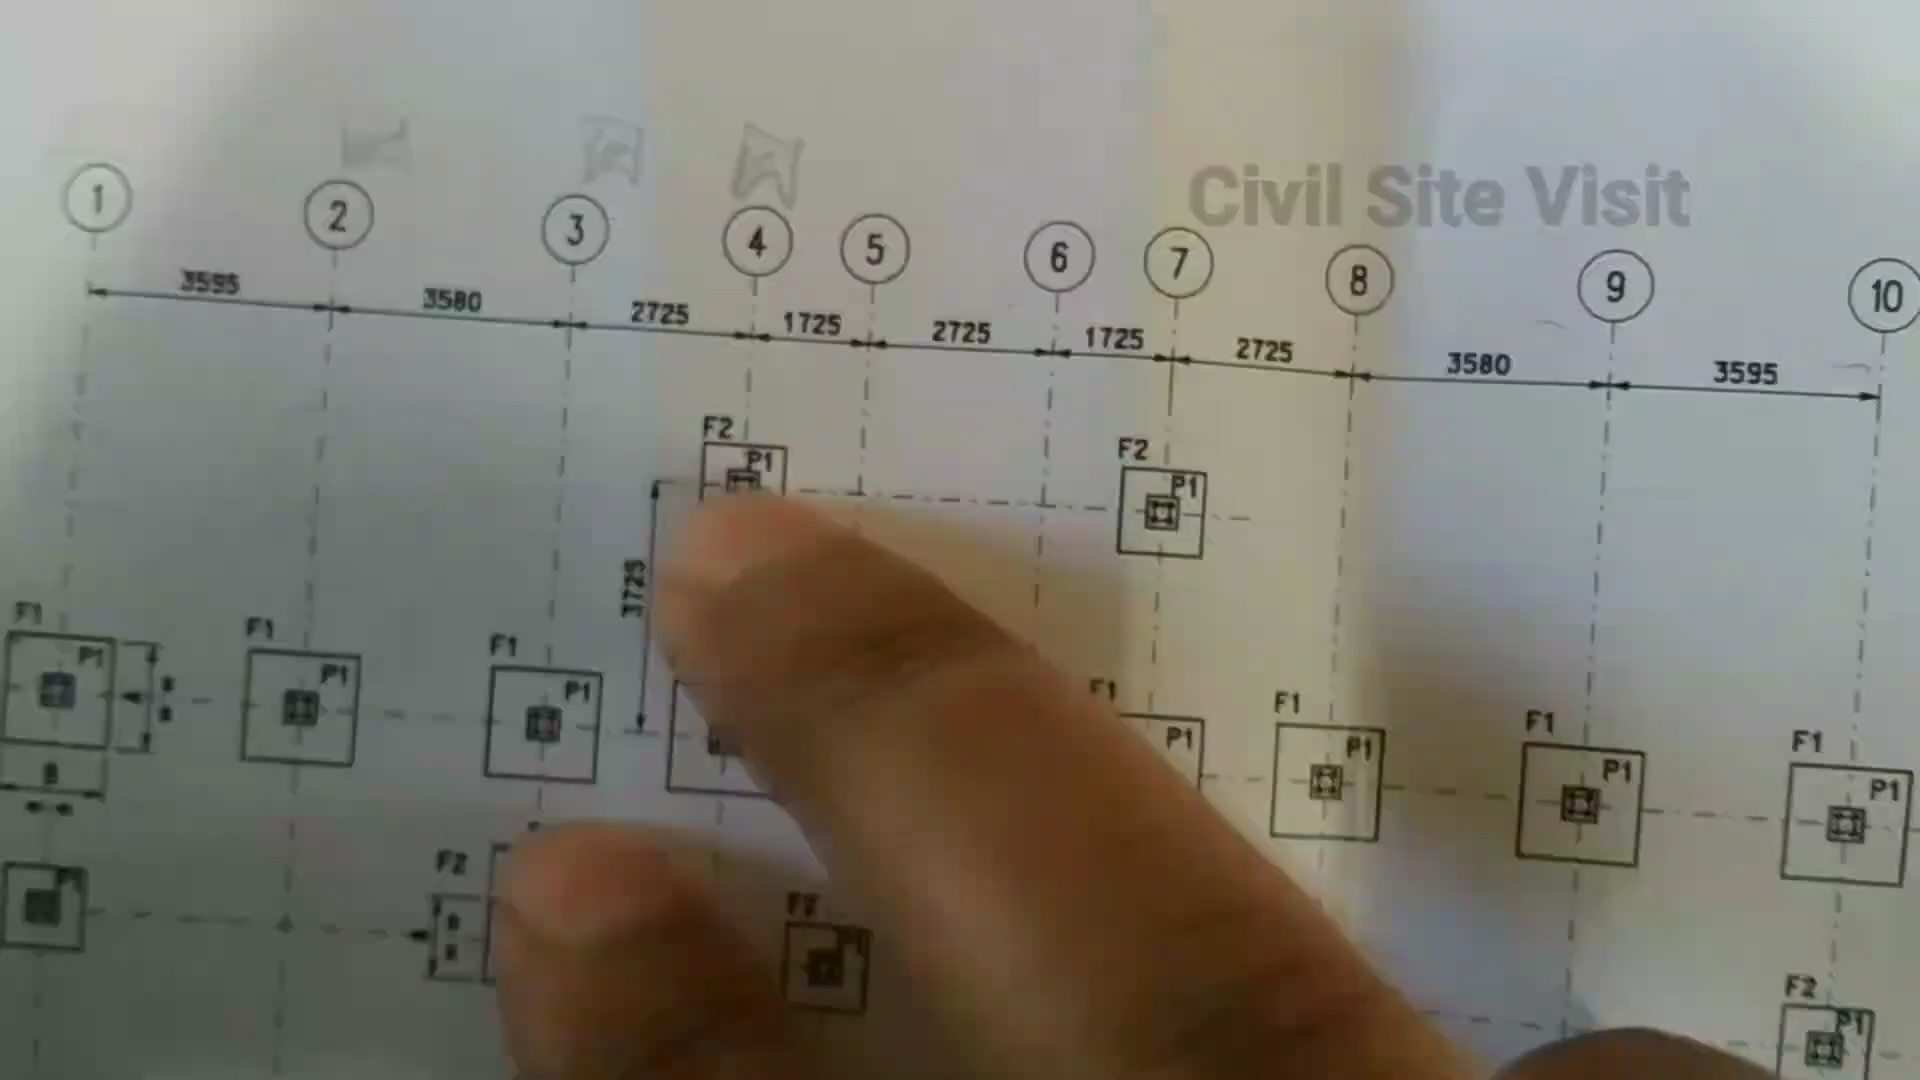 Civil Site Visit
1 2 3 4 5 6 7 8 9 10
3595 3580 2725 1725 2725 1725 2725 3580 3595
F2 F2
P1 P1
3725
F1 F1 F1 F1 F1 F1 F1
P1 P1 P1 P1 P1 P1 P1
B
F2 F2
F2
P1